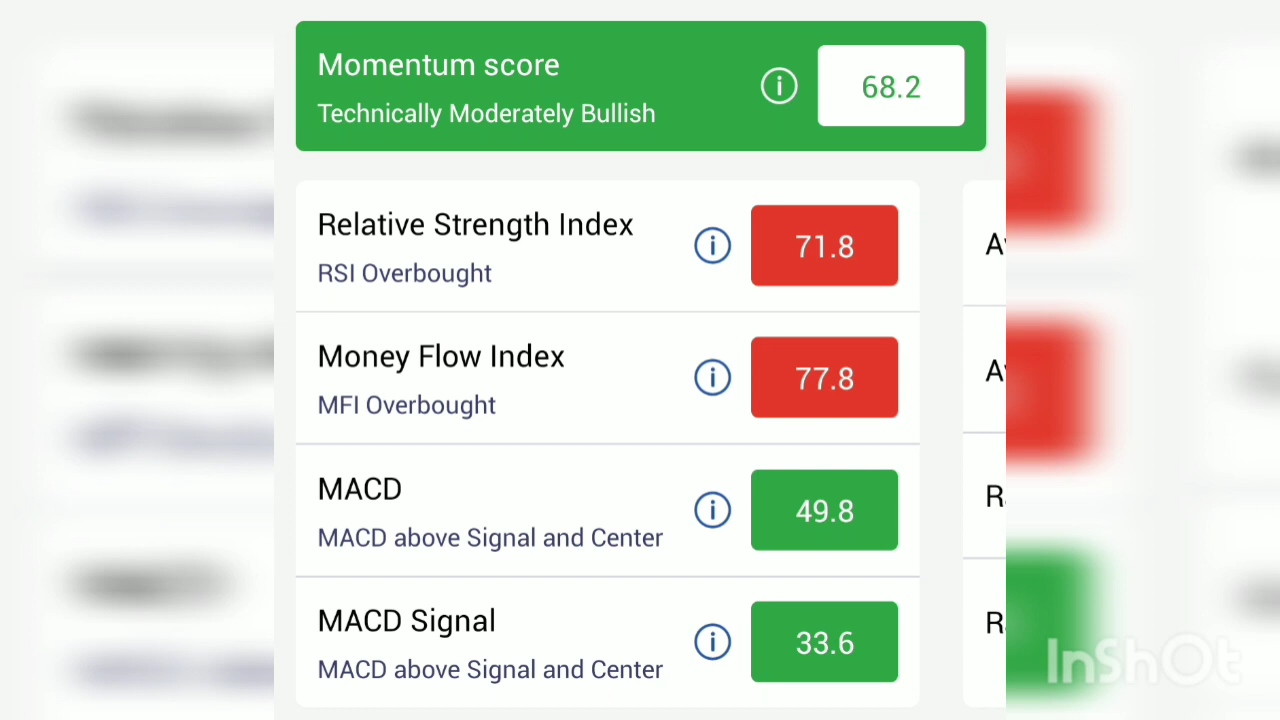 Momentum score
Technically Moderately Bullish
68.2
Relative Strength Index
RSI Overbought
71.8
Money Flow Index
MFI Overbought
77.8
MACD
MACD above Signal and Center
49.8
MACD Signal
MACD above Signal and Center
33.6
InShOt